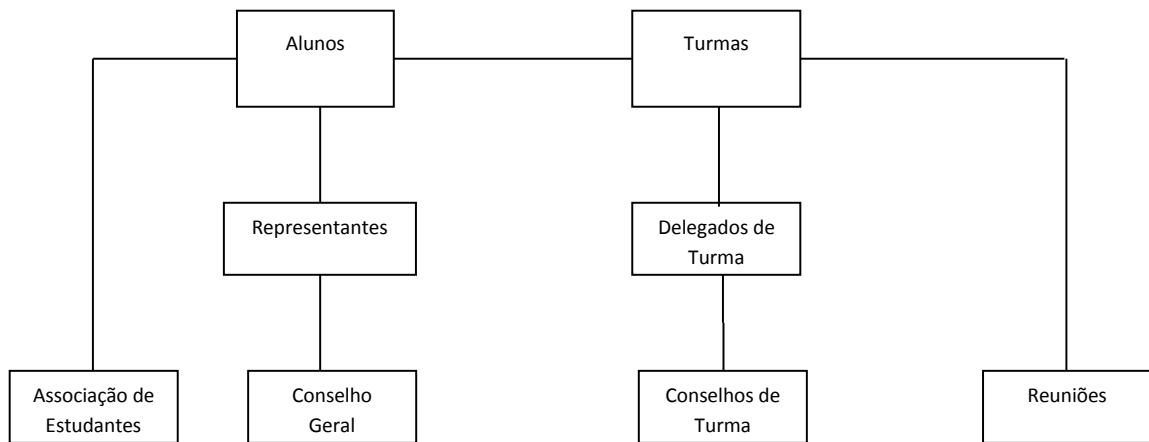 Alunos
Turmas
Representantes
Delegados de
Turma
Associação de
Estudantes
Conselho
Geral
Conselhos de
Turma
Reuniões